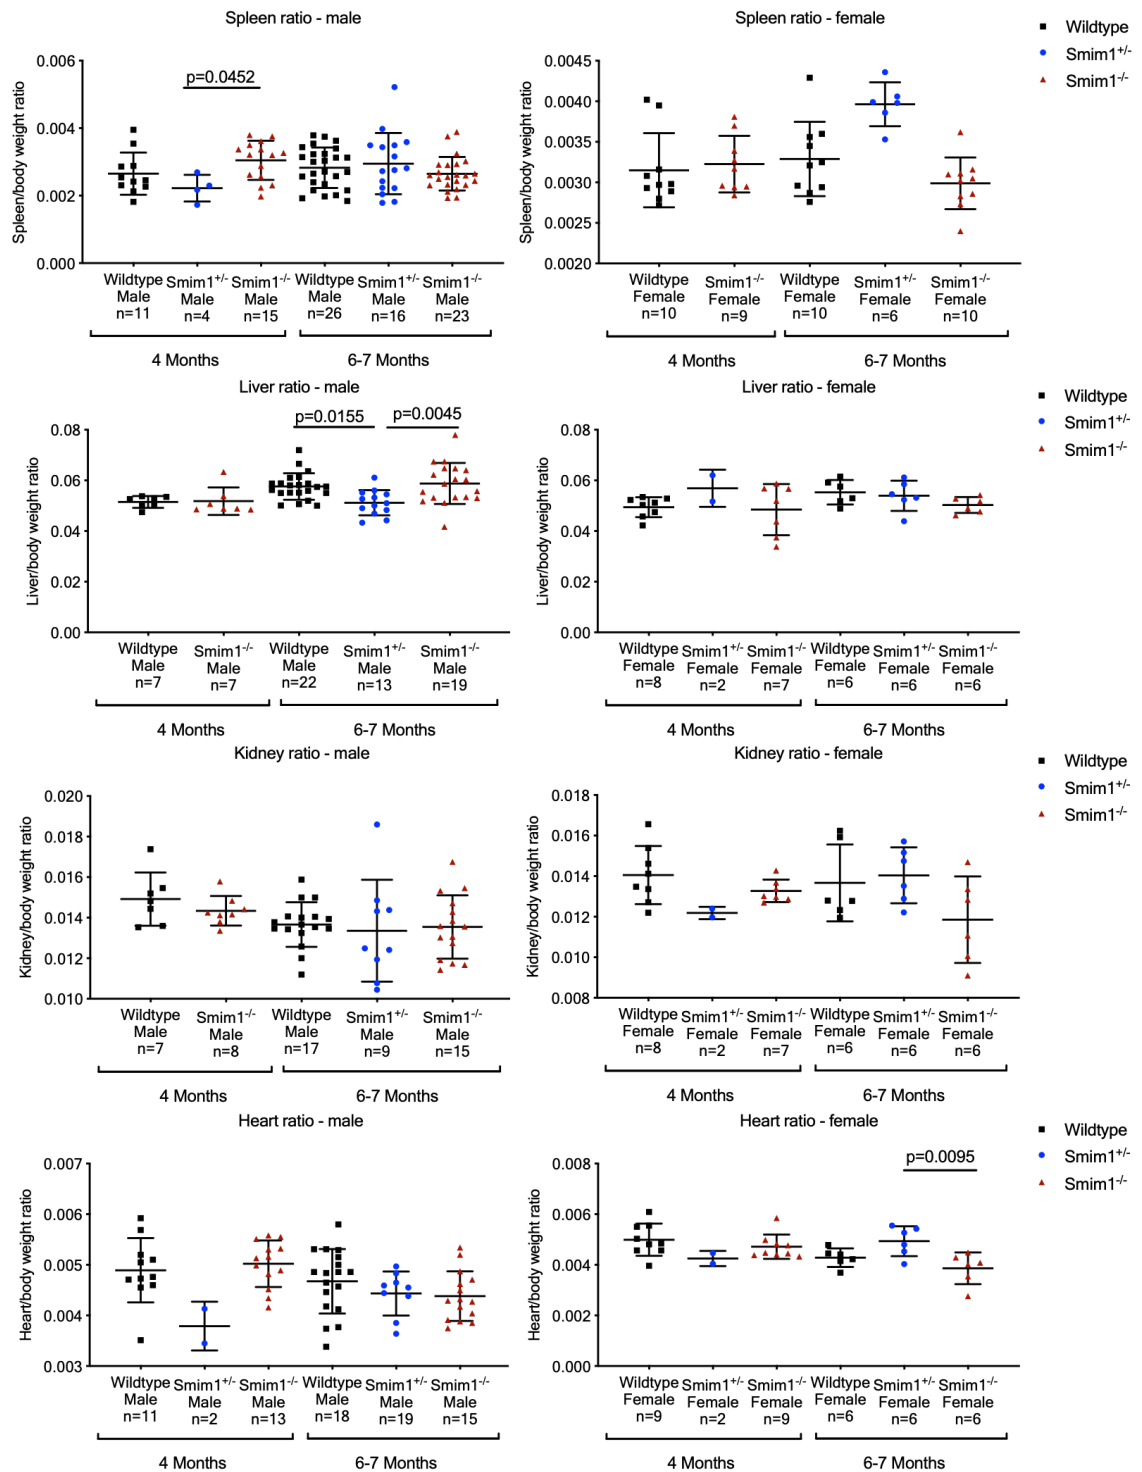 Spleen ratio - male
Spleen/body weight ratio
0.006
0.004
0.002
0.000
p=0.0452
Wildtype Smim1+/- Smim1-/- Wildtype Smim1+/- Smim1-/-
Male Male Male Male Male Male
n=11 n=4 n=15 n=26 n=16 n=23
4 Months 6-7 Months
Spleen ratio - female
Spleen/body weight ratio
0.0045
0.0040
0.0035
0.0030
0.0025
0.0020
Wildtype Smim1-/- Wildtype Smim1+/- Smim1-/-
Female Female Female Female Female
n=10 n=9 n=10 n=6 n=10
4 Months 6-7 Months
Wildtype
Smim1+/-
Smim1-/-
Liver ratio - male
Liver/body weight ratio
0.08
0.06
0.04
0.02
0.00
p=0.0155 p=0.0045
Wildtype Smim1-/- Wildtype Smim1+/- Smim1-/-
Male Male Male Male Male
n=7 n=7 n=22 n=13 n=19
4 Months 6-7 Months
Liver ratio - female
Liver/body weight ratio
0.08
0.06
0.04
0.02
0.00
Wildtype Smim1+/- Smim1-/- Wildtype Smim1+/- Smim1-/-
Female Female Female Female Female Female
n=8 n=2 n=7 n=6 n=6 n=6
4 Months 6-7 Months
Wildtype
Smim1+/-
Smim1-/-
Kidney ratio - male
Kidney/body weight ratio
0.020
0.018
0.016
0.014
0.012
0.010
Wildtype Smim1-/- Wildtype Smim1+/- Smim1-/-
Male Male Male Male Male
n=7 n=8 n=17 n=9 n=15
4 Months 6-7 Months
Kidney ratio - female
Kidney/body weight ratio
0.018
0.016
0.014
0.012
0.010
0.008
Wildtype Smim1+/- Smim1-/- Wildtype Smim1+/- Smim1-/-
Female Female Female Female Female Female
n=8 n=2 n=7 n=6 n=6 n=6
4 Months 6-7 Months
Wildtype
Smim1+/-
Smim1-/-
Heart ratio - male
Heart/body weight ratio
0.007
0.006
0.005
0.004
0.003
Wildtype Smim1+/- Smim1-/- Wildtype Smim1+/- Smim1-/-
Male Male Male Male Male Male
n=11 n=2 n=13 n=18 n=19 n=15
4 Months 6-7 Months
Heart ratio - female
Heart/body weight ratio
0.008
0.006
0.004
0.002
0.000
p=0.0095
Wildtype Smim1+/- Smim1-/- Wildtype Smim1+/- Smim1-/-
Female Female Female Female Female Female
n=9 n=2 n=9 n=6 n=6 n=6
4 Months 6-7 Months
Wildtype
Smim1+/-
Smim1-/-